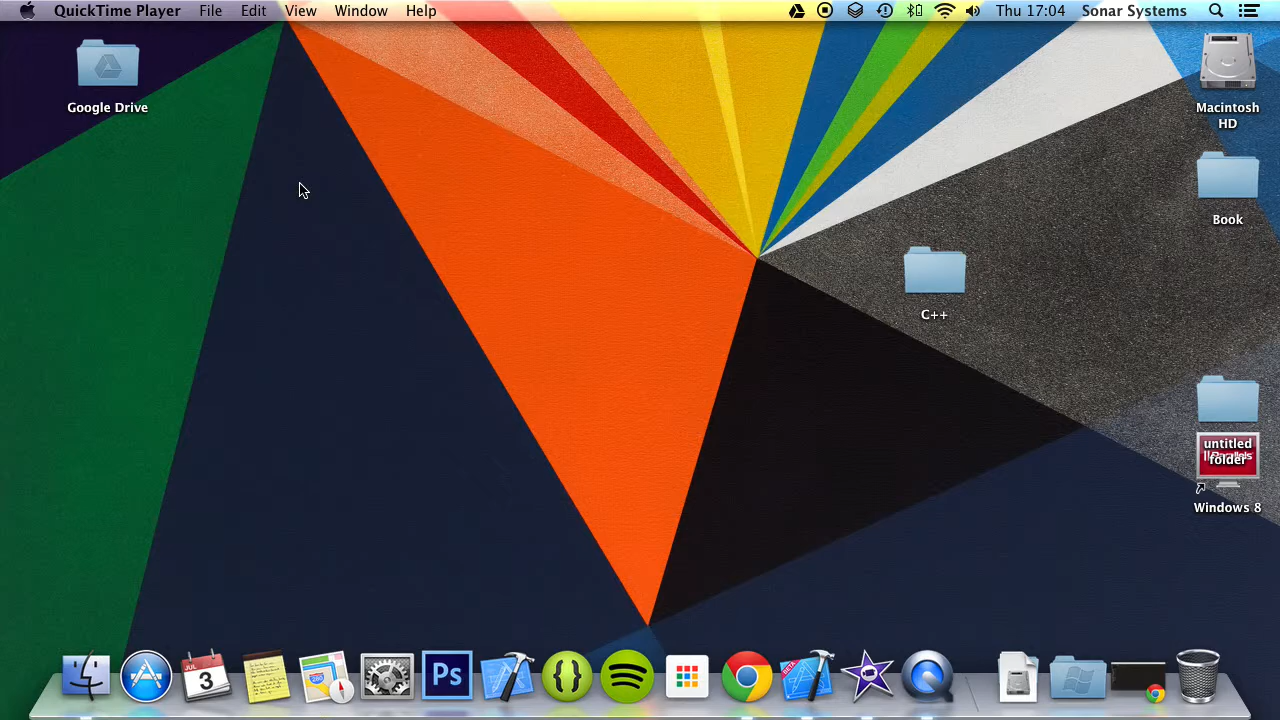 QuickTime Player File Edit View Window Help Thu 17:04 Sonar Systems
Google Drive
Macintosh
HD
Book
C++
untitled
folder
Windows 8
JUL
3
Ps
{}